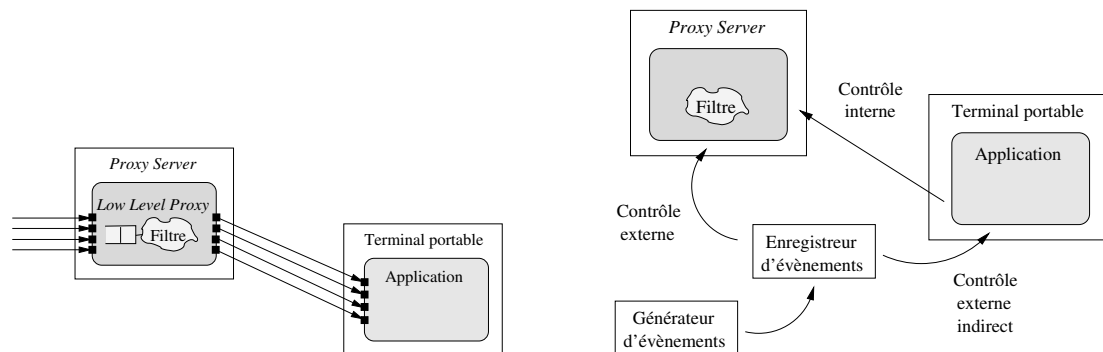 Proxy Server
Low Level Proxy
Filtre
Terminal portable
Application
Proxy Server
Filtre
Contrôle
interne
Terminal portable
Application
Contrôle
externe
Enregistreur
d'évènements
Contrôle
externe
indirect
Générateur
d'évènements